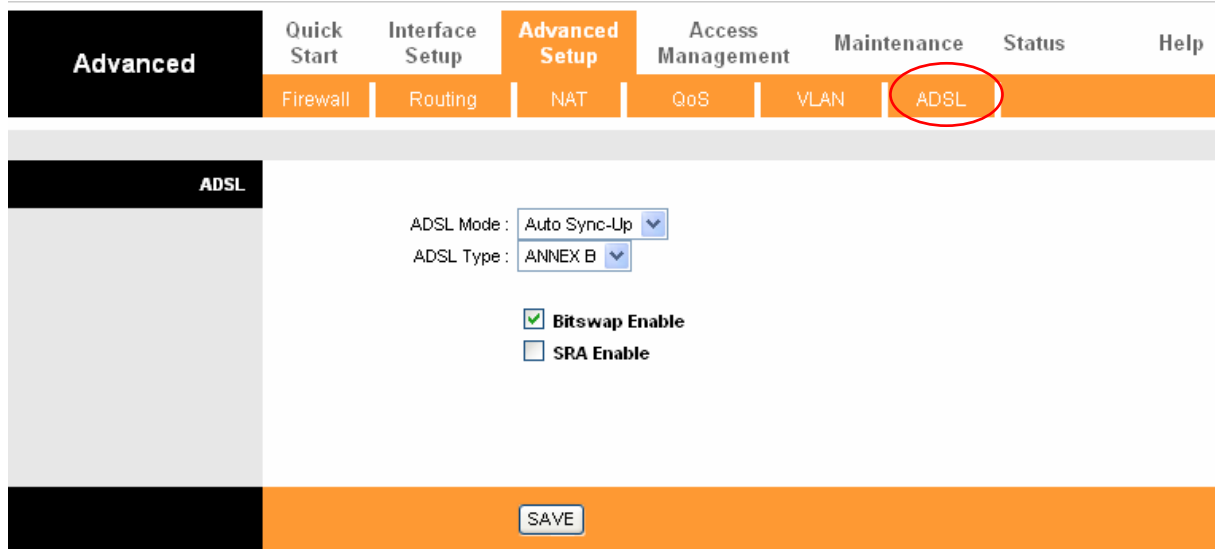 Advanced
Quick Start
Interface Setup
Advanced Setup
Access Management
Maintenance
Status
Help
Firewall
Routing
NAT
QoS
VLAN
ADSL
ADSL
ADSL Mode : Auto Sync-Up
ADSL Type : ANNEX B
Bitswap Enable
SRA Enable
SAVE